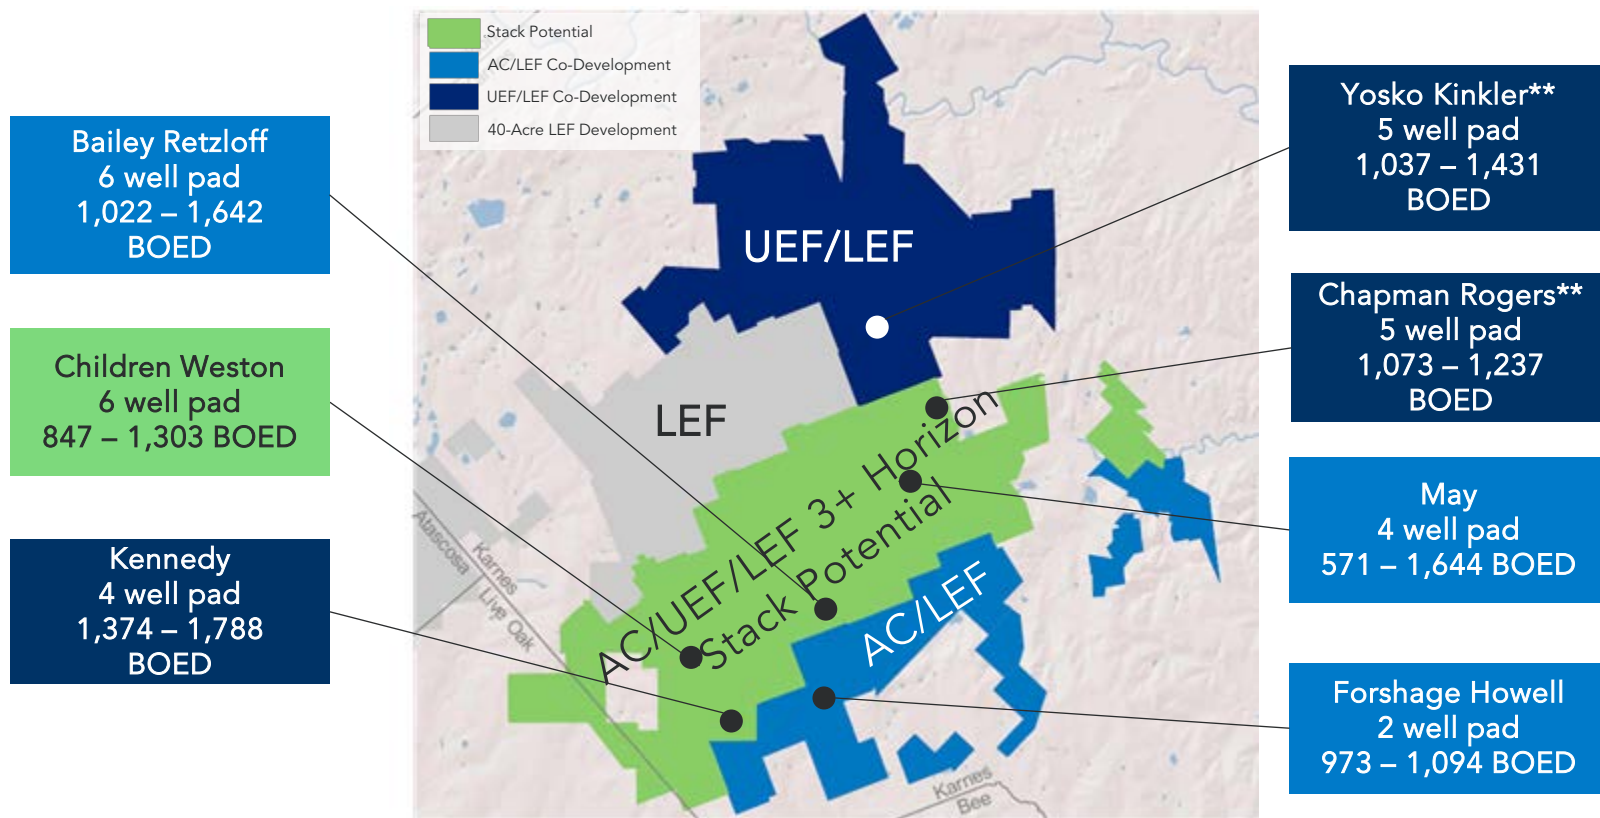 Stack Potential
AC/LEF Co-Development
UEF/LEF Co-Development
40-Acre LEF Development
Bailey Retzloff
6 well pad
1,022 – 1,642
BOED
Children Weston
6 well pad
847 – 1,303 BOED
Kennedy
4 well pad
1,374 – 1,788
BOED
UEF/LEF
LEF
AC/UEF/LEF 3+ Horizon
Stack Potential
AC/LEF
Atascosa
Karnes
Live Oak
Karnes
Bee
Yosko Kinkler**
5 well pad
1,037 – 1,431
BOED
Chapman Rogers**
5 well pad
1,073 – 1,237
BOED
May
4 well pad
571 – 1,644 BOED
Forshage Howell
2 well pad
973 – 1,094 BOED